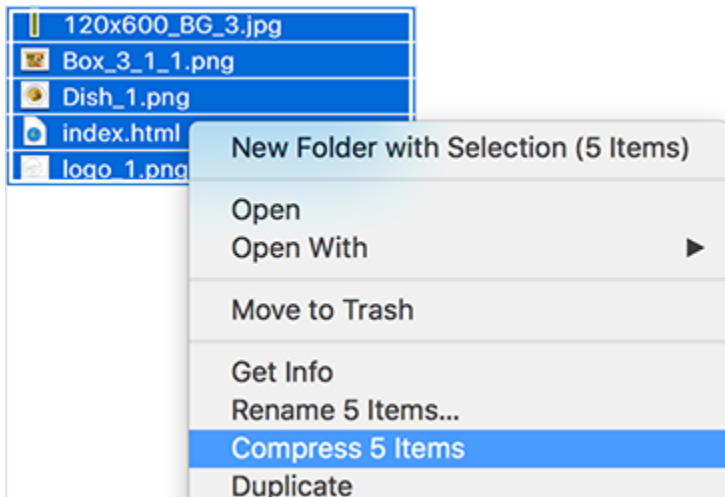 120x600_BG_3.jpg
Box_3_1_1.png
Dish_1.png
index.html
logo_1.png
New Folder with Selection (5 Items)
Open
Open With
Move to Trash
Get Info
Rename 5 Items...
Compress 5 Items
Duplicate